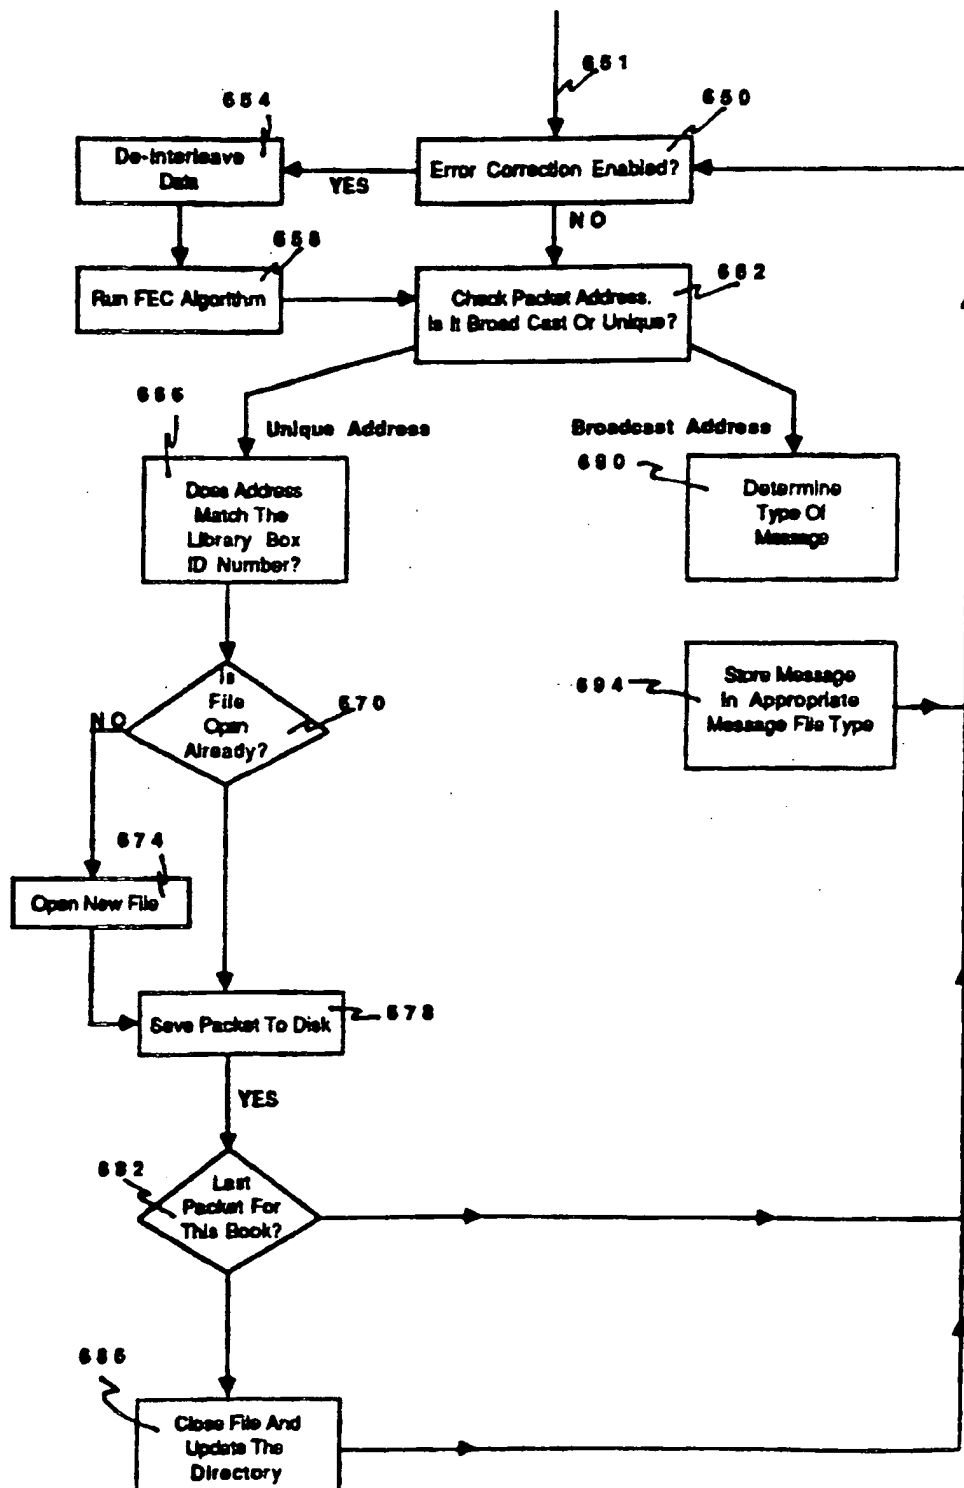 651
654
650
De-Interleave
Data
YES
Error Correction Enabled?
NO
658
662
Run FEC Algorithm
Check Packet Address.
Is It Broad Cast Or Unique?
666
Unique Address
Broadcast Address
690
Does Address
Match The
Library Box
ID Number?
Determine
Type Of
Message
Is
File
Open
Already?
NO
670
694
Store Message
In Appropriate
Message File Type
674
Open New File
Save Packet To Disk
678
YES
682
Last
Packet For
This Book?
686
Close File And
Update The
Directory